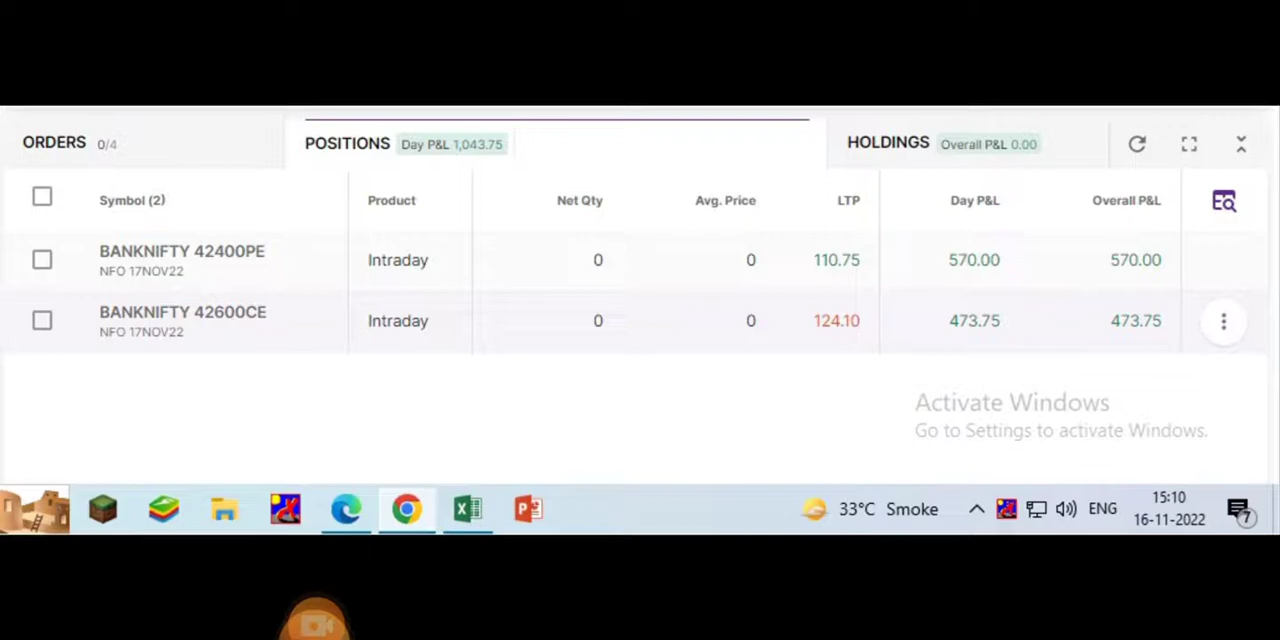 ORDERS 0/4 POSITIONS Day P&L 1,043.75 HOLDINGS Overall P&L 0.00
Symbol (2) Product Net Qty Avg. Price LTP Day P&L Overall P&L
BANKNIFTY 42400PE Intraday 0 0 110.75 570.00 570.00
NFO 17NOV22
BANKNIFTY 42600CE Intraday 0 0 124.10 473.75 473.75
NFO 17NOV22
Activate Windows
Go to Settings to activate Windows.
X P 33°C Smoke ENG 15:10
16-11-2022 7